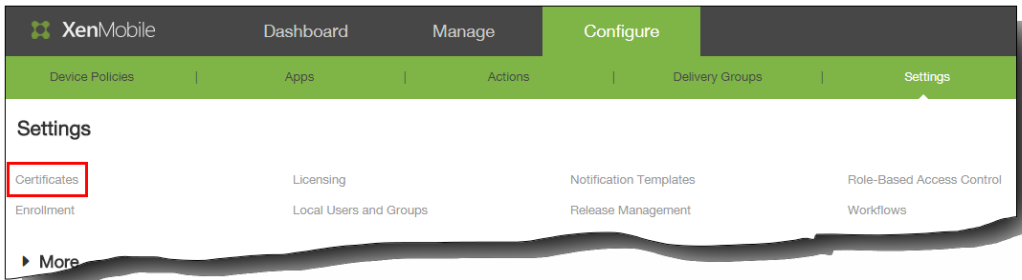 XenMobile Dashboard Manage Configure
Device Policies | Apps | Actions | Delivery Groups | Settings
Settings
Certificates Licensing Notification Templates Role-Based Access Control
Enrollment Local Users and Groups Release Management Workflows
More